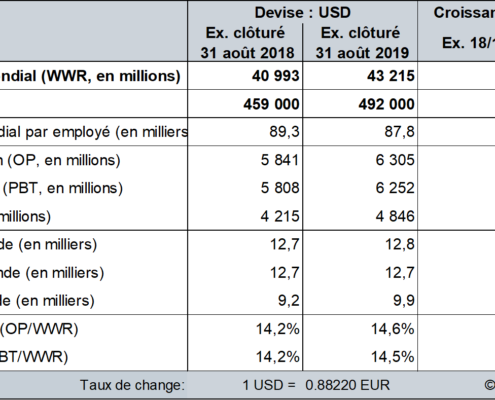 Devise : USD Croissan
Ex. clôturé Ex. clôturé
31 août 2018 31 août 2019 Ex. 18/1
ndial (WWR, en millions) 40 993 43 215
459 000 492 000
dial par employé (en milliers 89,3 87,8
n (OP, en millions) 5 841 6 305
(PBT, en millions) 5 808 6 252
millions) 4 215 4 846
de (en milliers) 12,7 12,8
nde (en milliers) 12,7 12,7
le (en milliers) 9,2 9,9
(OP/WWR) 14,2% 14,6%
BT/WWR) 14,2% 14,5%
Taux de change: 1 USD = 0.88220 EUR ©